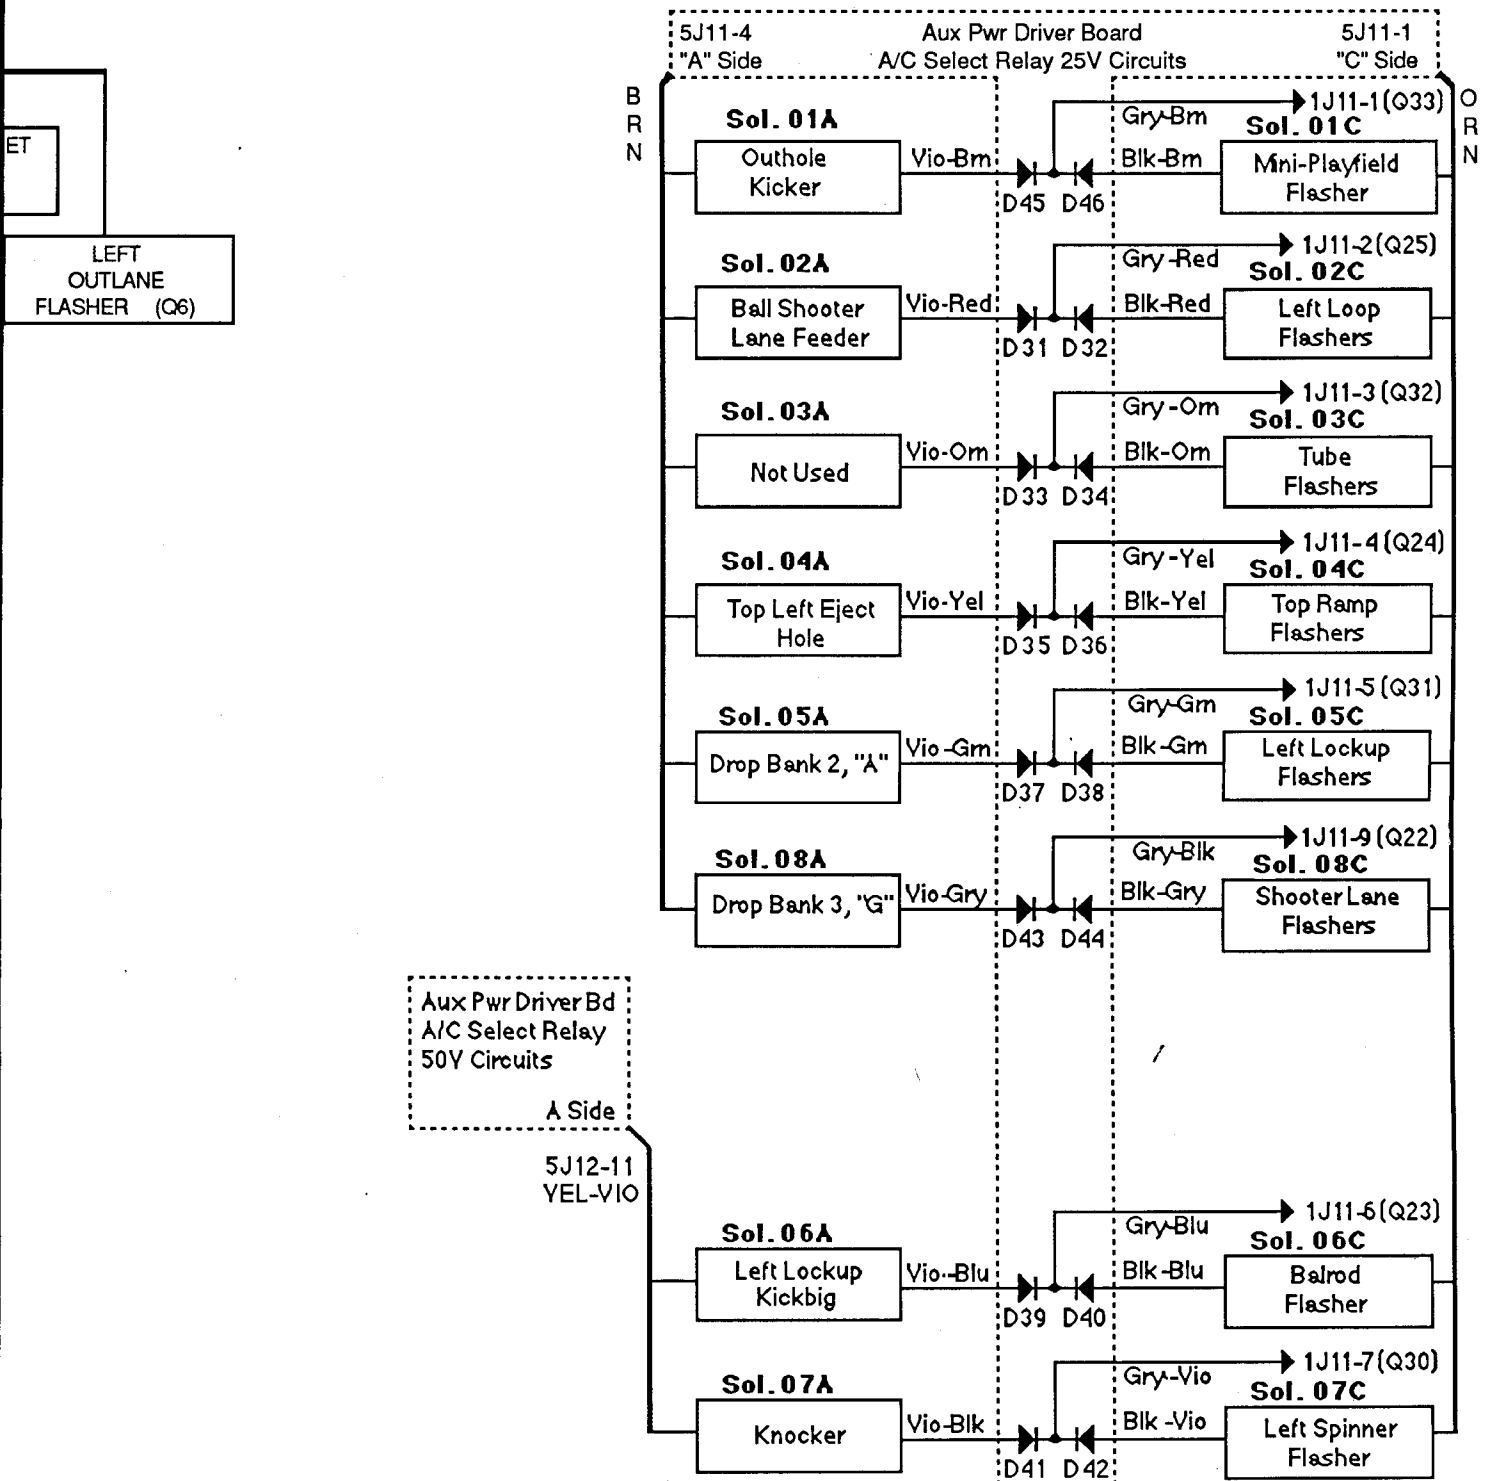 5J11-4 Aux Pwr Driver Board 5J11-1
"A" Side A/C Select Relay 25V Circuits "C" Side
BRN
ORN
ET
LEFT
OUTLANE
FLASHER (Q6)
Sol. 01A
Outhole
Kicker
Vio-Brn
D45 D46
Gry-Brn
1J11-1(Q33)
Blk-Brn
Sol. 01C
Mini-Playfield
Flasher
Sol. 02A
Ball Shooter
Lane Feeder
Vio-Red
D31 D32
Gry-Red
1J11-2(Q25)
Blk-Red
Sol. 02C
Left Loop
Flashers
Sol. 03A
Not Used
Vio-Orn
D33 D34
Gry-Orn
1J11-3(Q32)
Blk-Orn
Sol. 03C
Tube
Flashers
Sol. 04A
Top Left Eject
Hole
Vio-Yel
D35 D36
Gry-Yel
1J11-4(Q24)
Blk-Yel
Sol. 04C
Top Ramp
Flashers
Sol. 05A
Drop Bank 2, "A"
Vio-Grn
D37 D38
Gry-Grn
1J11-5(Q31)
Blk-Grn
Sol. 05C
Left Lockup
Flashers
Sol. 08A
Drop Bank 3, "G"
Vio-Gry
D43 D44
Gry-Blk
1J11-9(Q22)
Blk-Gry
Sol. 08C
Shooter Lane
Flashers
Aux Pwr Driver Bd
A/C Select Relay
50V Circuits
A Side
5J12-11
YEL-VIO
Sol. 06A
Left Lockup
Kickbig
Vio-Blu
D39 D40
Gry-Blu
1J11-6(Q23)
Blk-Blu
Sol. 06C
Balrod
Flasher
Sol. 07A
Knocker
Vio-Blk
D41 D42
Gry-Vio
1J11-7(Q30)
Blk-Vio
Sol. 07C
Left Spinner
Flasher